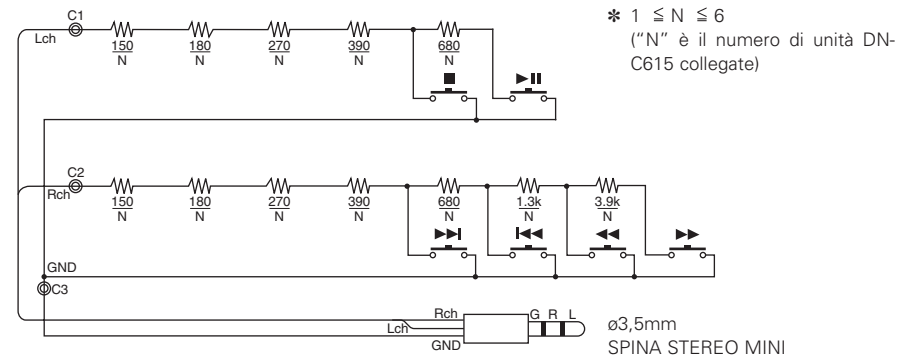 C1
Lch
150 180 270 390 680
N N N N N
✻ 1 ≦ N ≦ 6
("N" è il numero di unità DN-
C615 collegate)
C2
Rch
150 180 270 390 680 1.3k 3.9k
N N N N N N N
GND
C3
Rch
Lch
GND
G R L
ø3,5mm
SPINA STEREO MINI